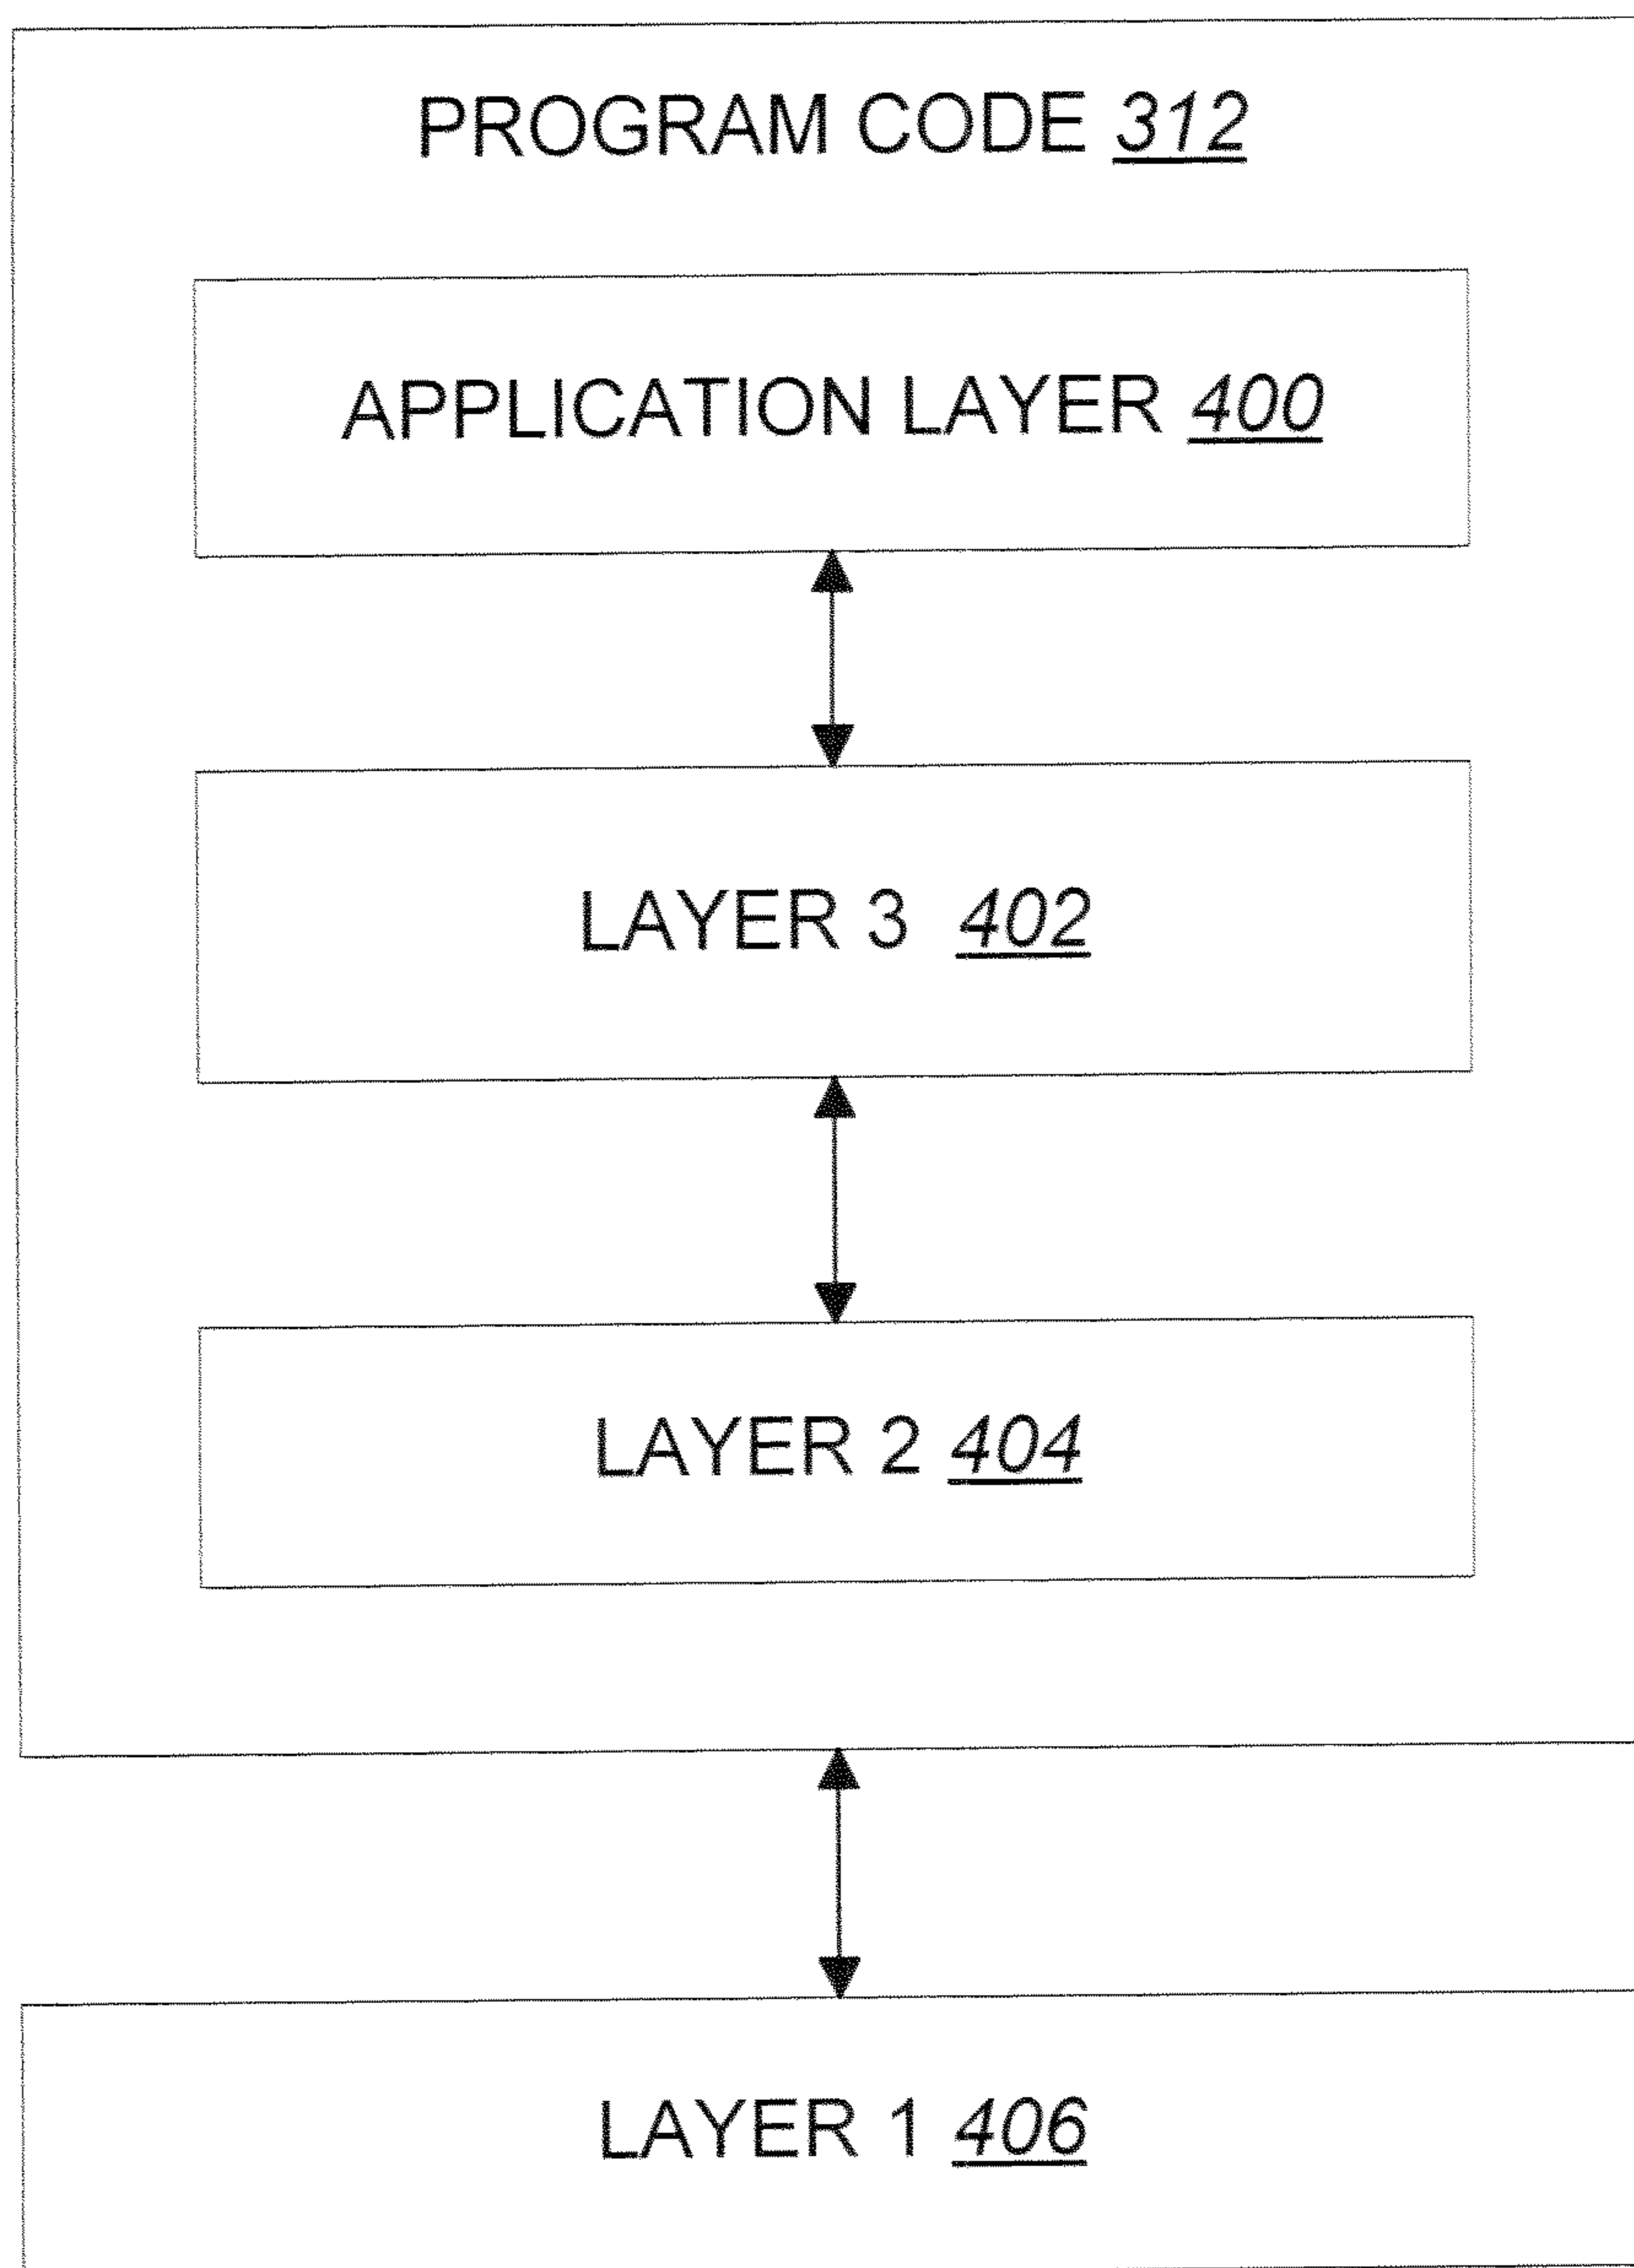 PROGRAM CODE 312
APPLICATION LAYER 400
LAYER 3 402
LAYER 2 404
LAYER 1 406